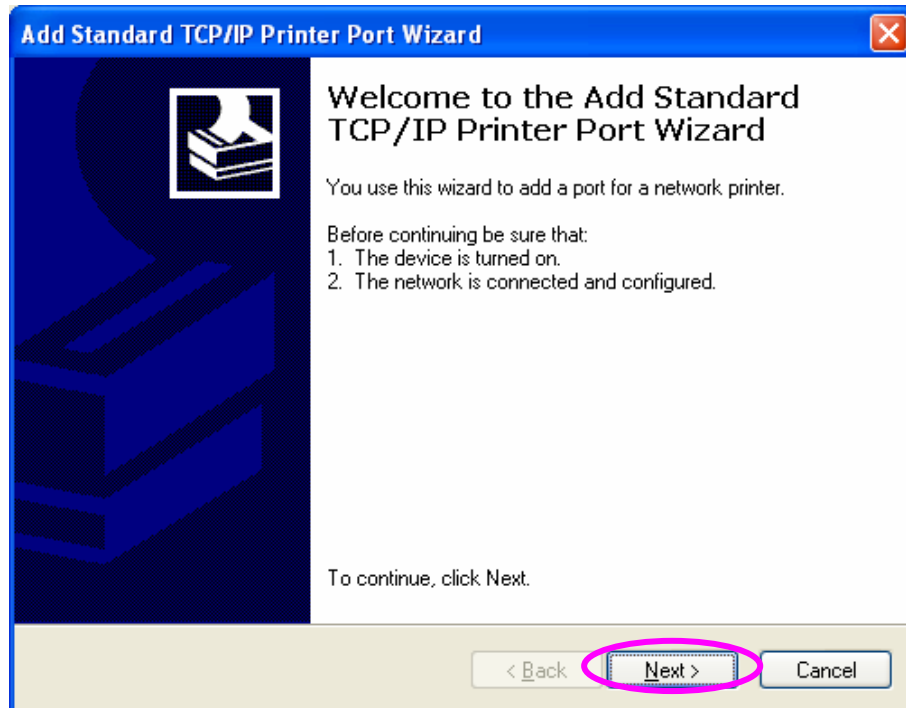 Add Standard TCP/IP Printer Port Wizard
Welcome to the Add Standard
TCP/IP Printer Port Wizard
You use this wizard to add a port for a network printer.
Before continuing be sure that:
1. The device is turned on.
2. The network is connected and configured.
To continue, click Next.
< Back Next > Cancel